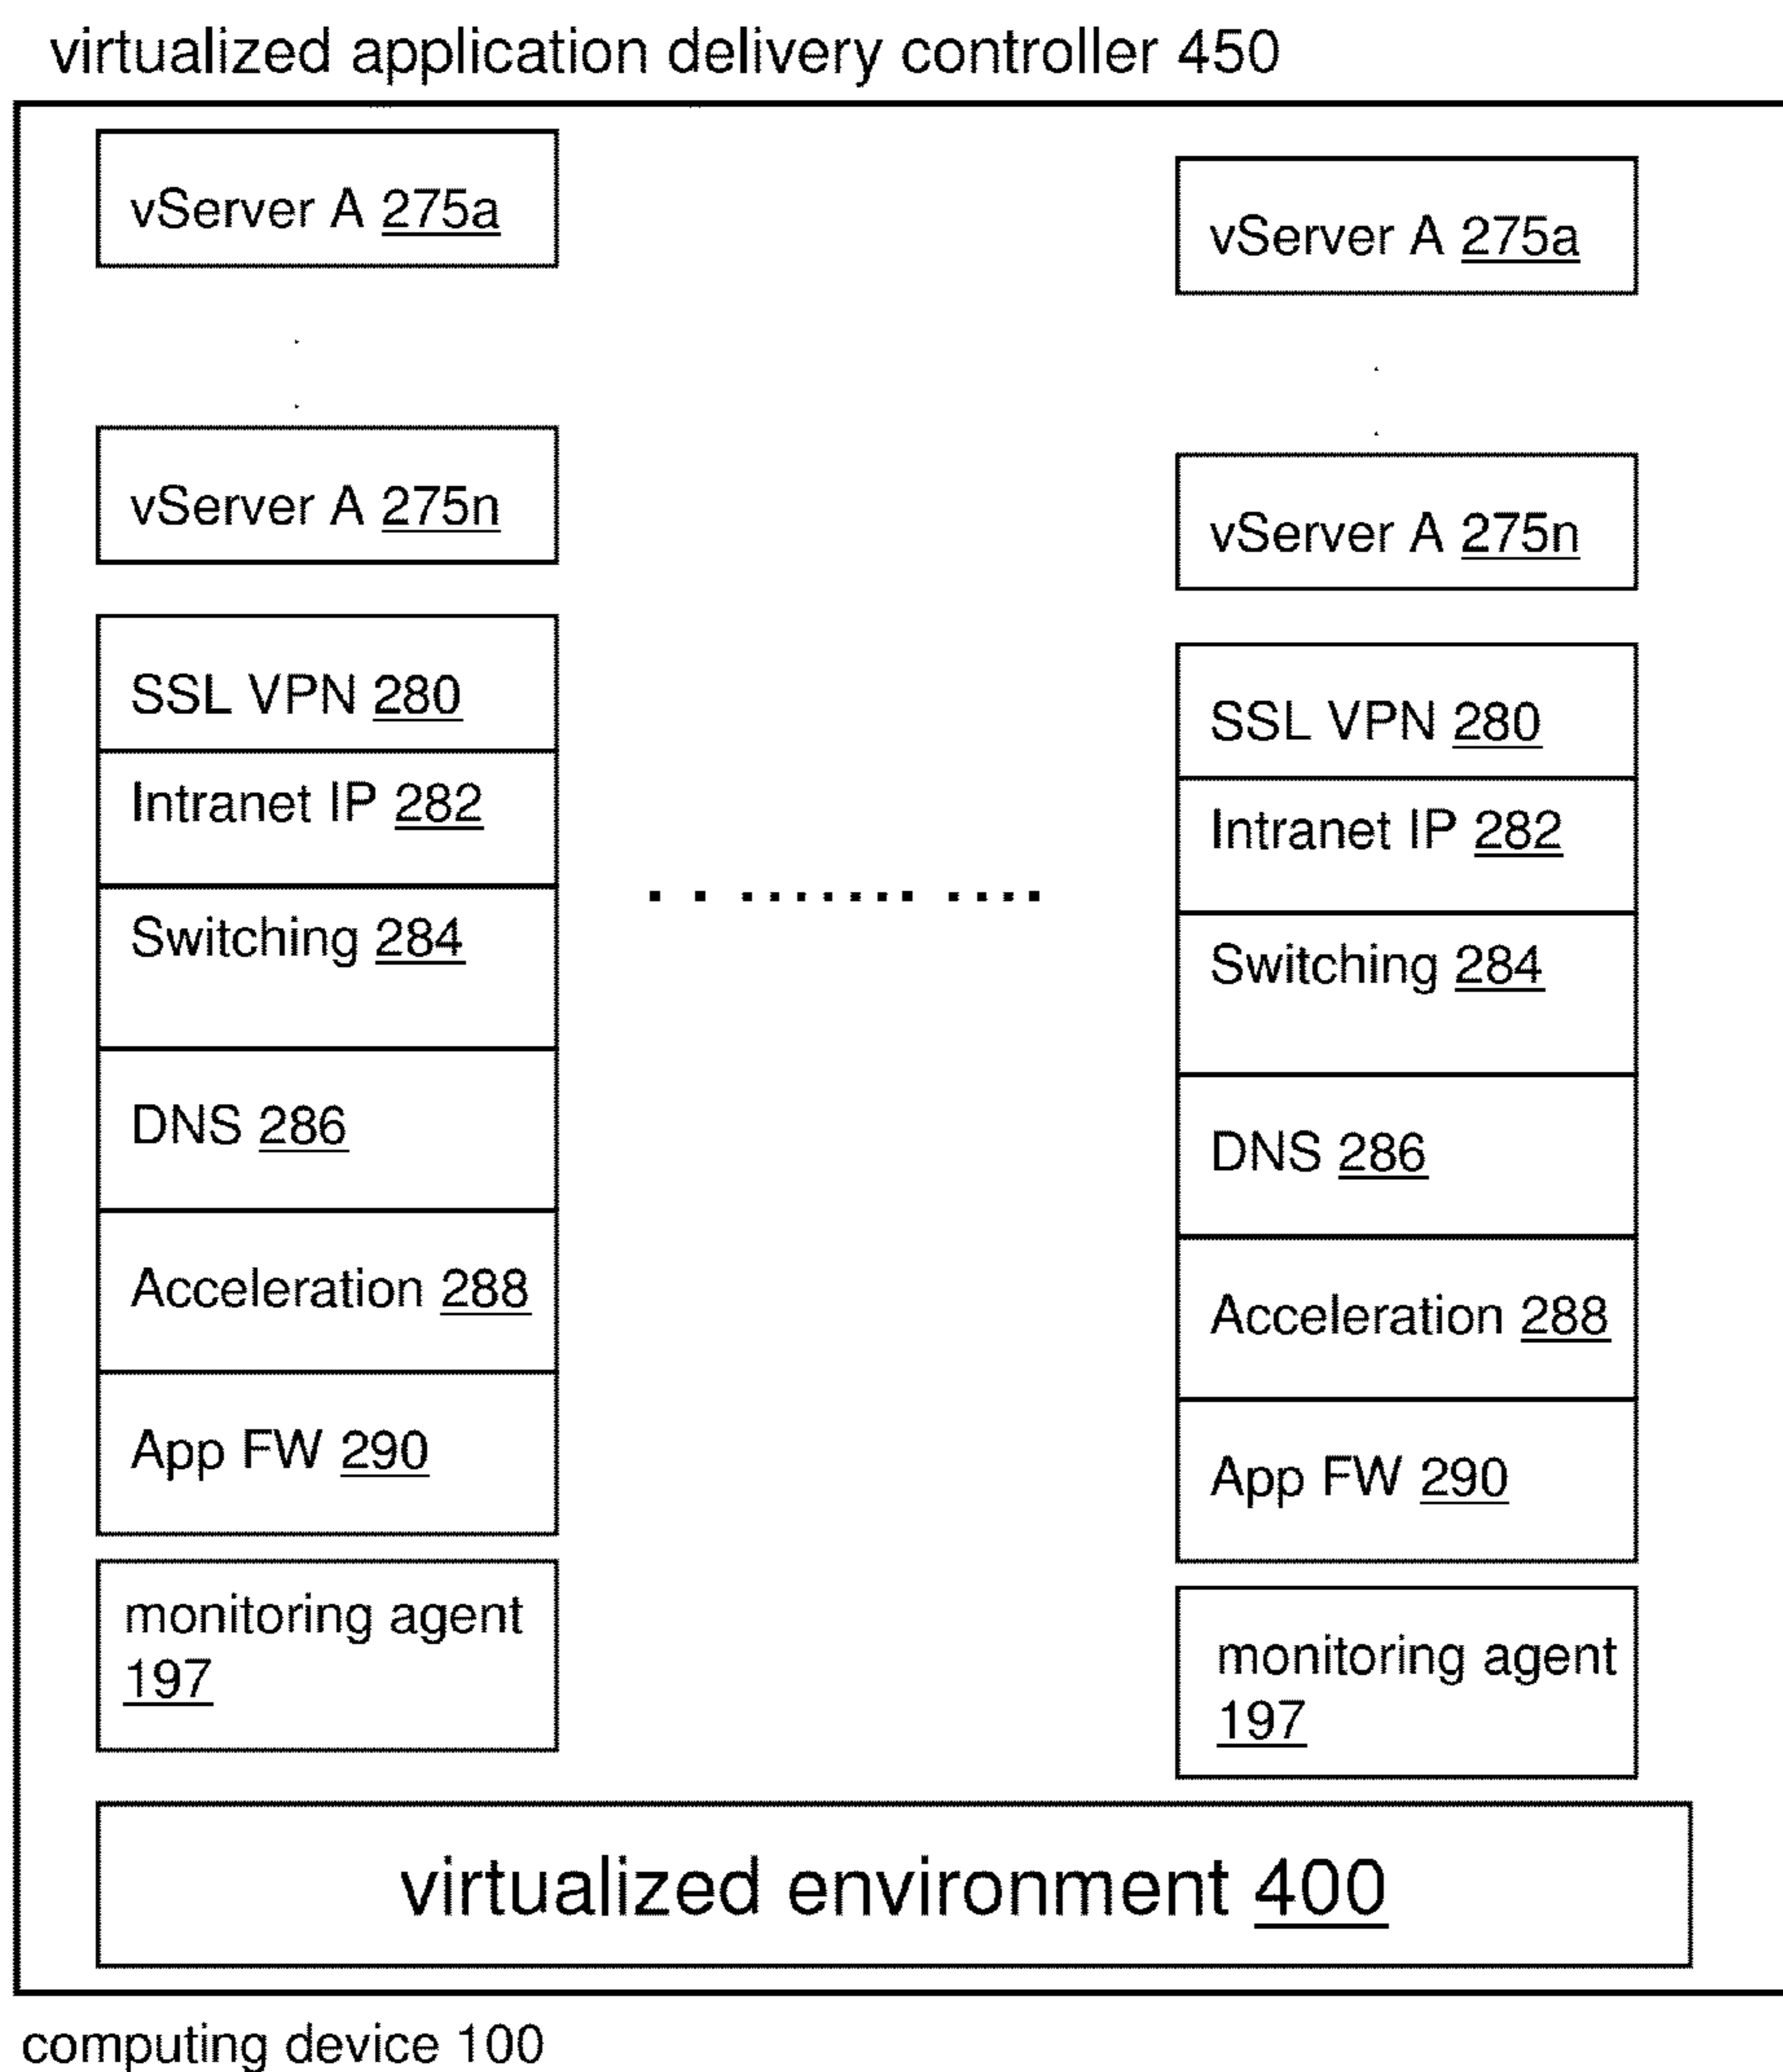 virtualized application delivery controller 450
vServer A 275a
vServer A 275n
SSL VPN 280
Intranet IP 282
Switching 284
DNS 286
Acceleration 288
App FW 290
monitoring agent
197
vServer A 275a
vServer A 275n
SSL VPN 280
Intranet IP 282
Switching 284
DNS 286
Acceleration 288
App FW 290
monitoring agent
197
virtualized environment 400
computing device 100